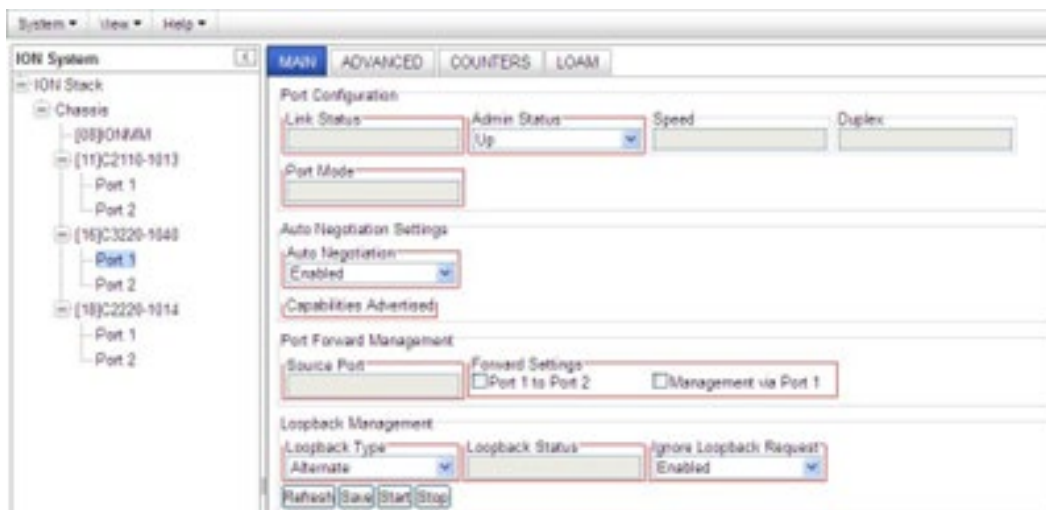 System View Help
ION System
ION Stack
Chassis
[08]IONMM
[11]C2110-1013
Port 1
Port 2
[16]C3220-1040
Port 1
Port 2
[18]C2220-1014
Port 1
Port 2
MAIN ADVANCED COUNTERS LOAM
Port Configuration
Link Status Admin Status Speed Duplex
Up
Port Mode
Auto Negotiation Settings
Auto Negotiation
Enabled
Capabilities Advertised
Port Forward Management
Source Port Forward Settings
Port 1 to Port 2 Management via Port 1
Loopback Management
Loopback Type Loopback Status Ignore Loopback Request
Alternate Enabled
Refresh Save Start Stop